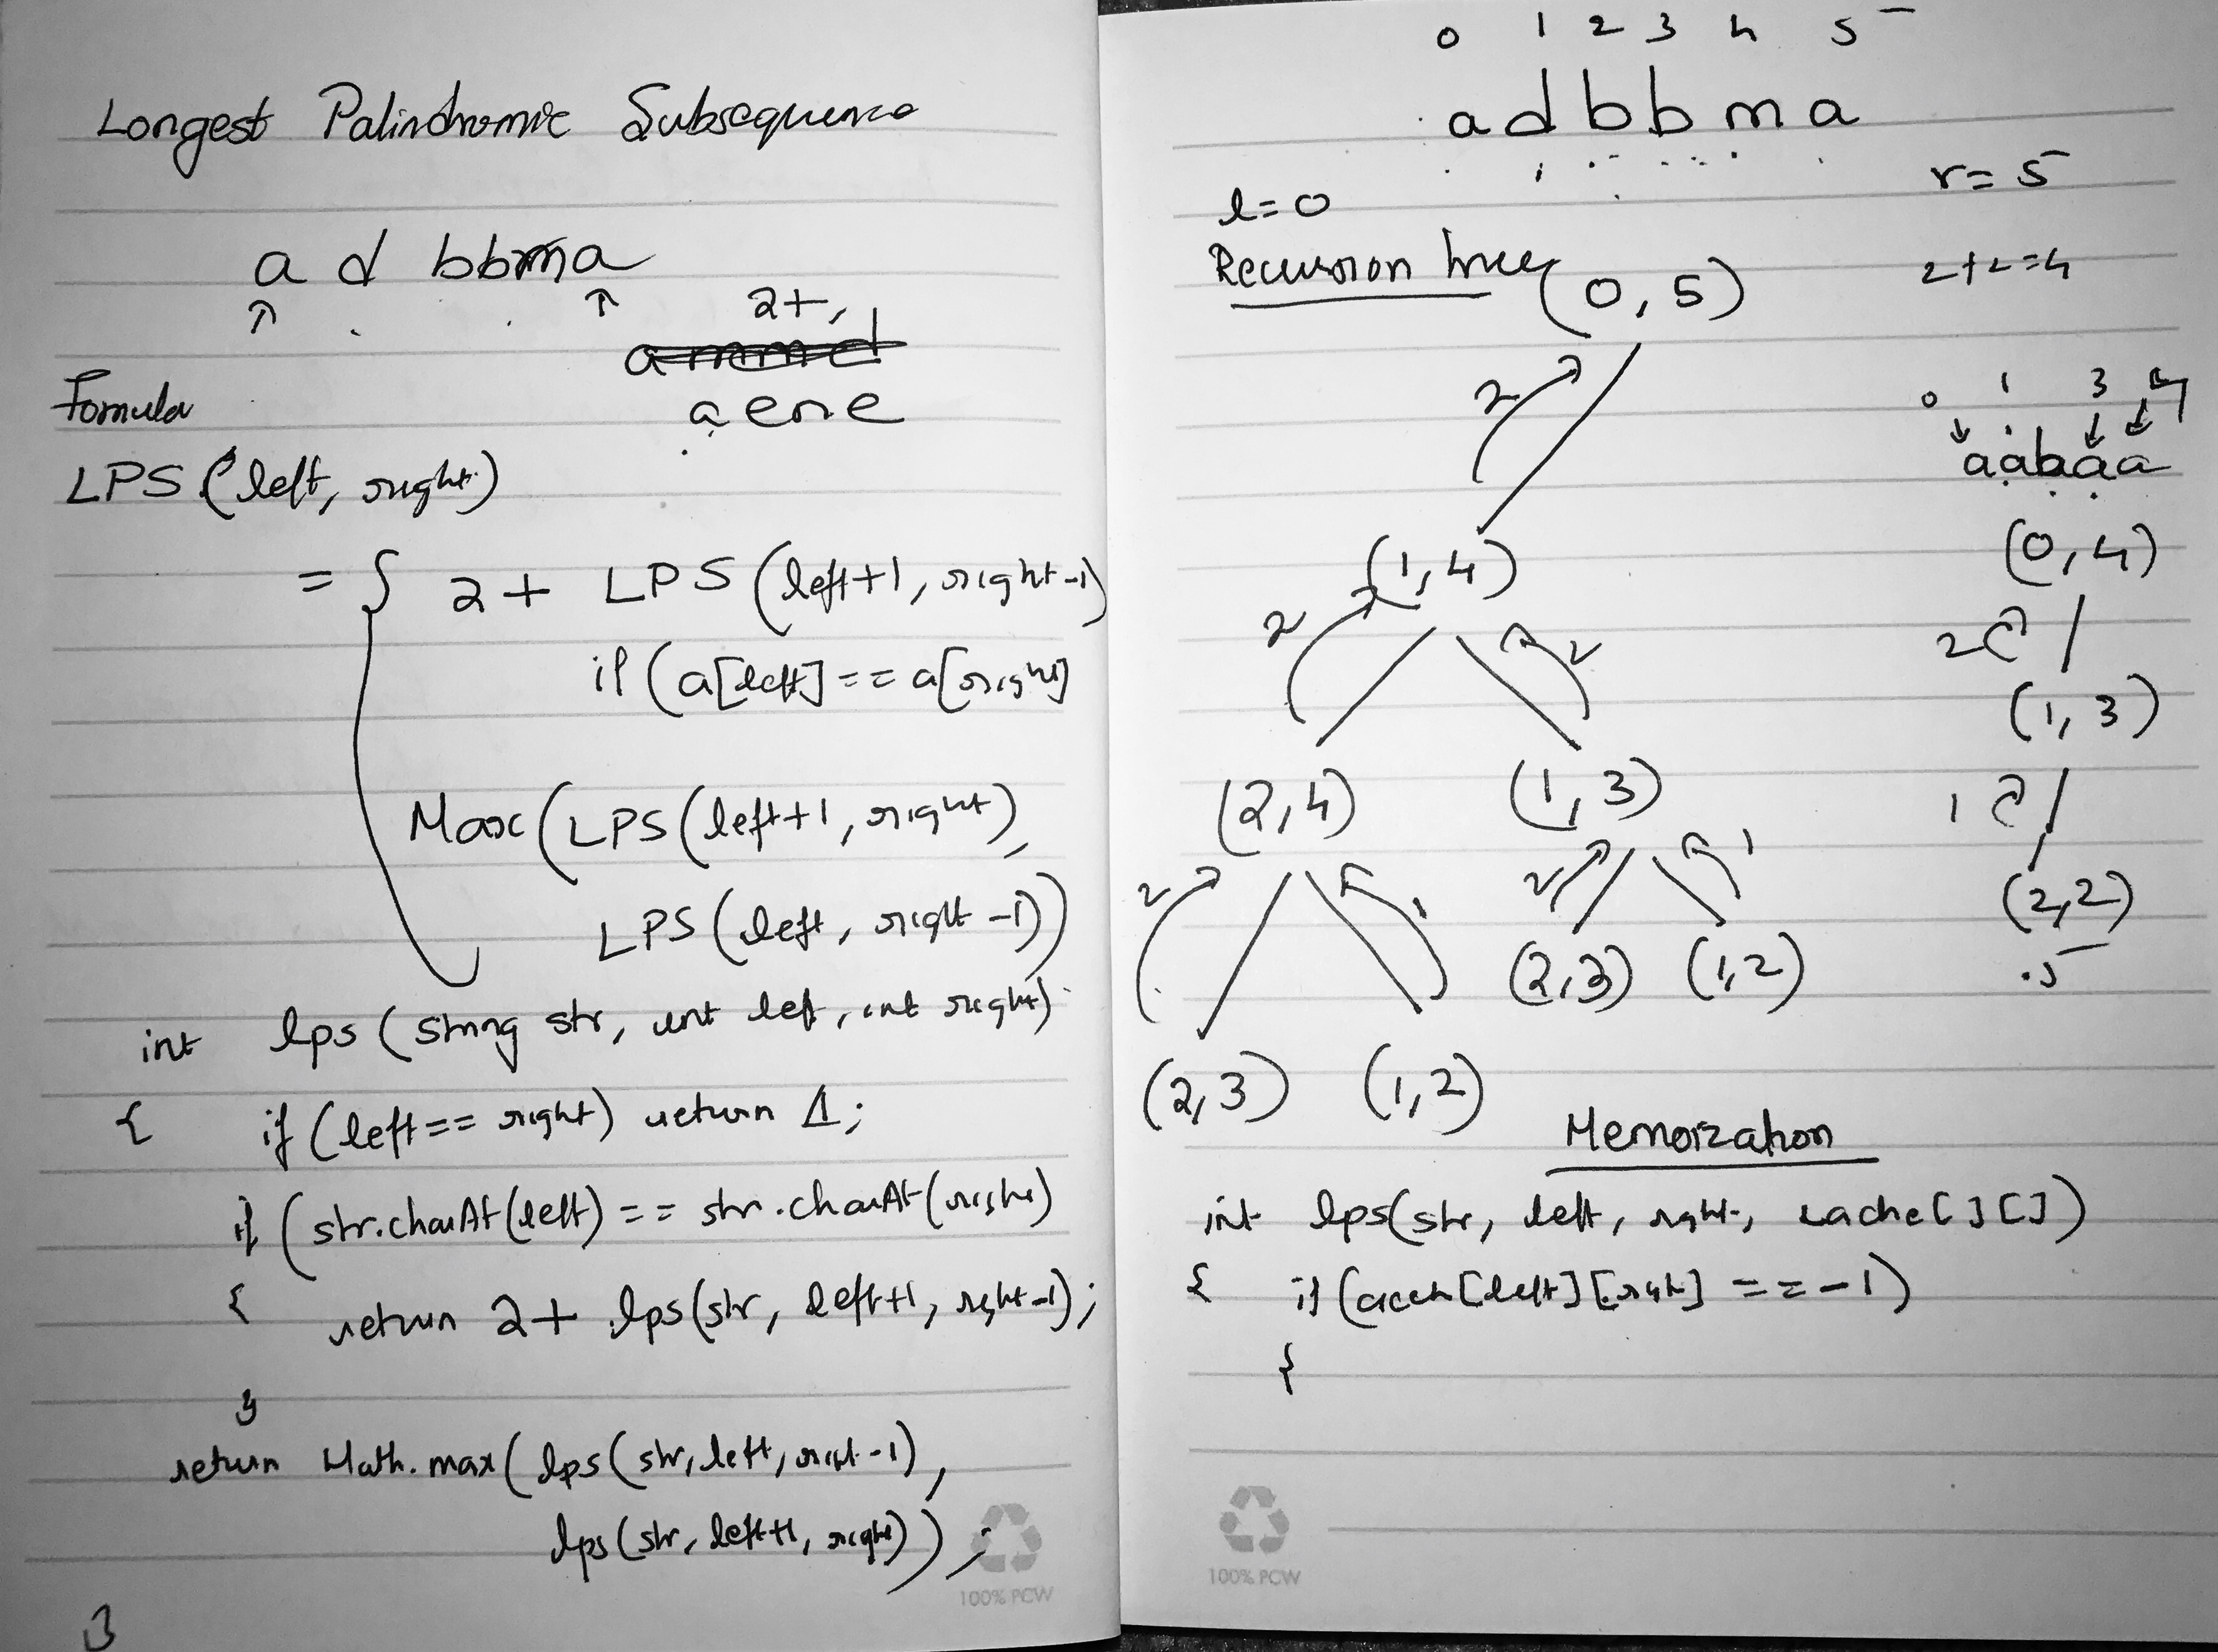 Longest Palindromic Subsequence
a d bbma
2+,
aene
Formula
LPS (left, right)
= { 2 + LPS (left+1, right-1)
if (a[left] == a[right]
Max (LPS (left+1, right),
LPS (left, right -1))
int lps (string str, int left, int right)
{ if (left == right) return 1;
if (str.charAt(left) == str.charAt(right)
{ return 2 + lps(str, left+1, right-1);
}
return Math.max(lps(str, left, right-1),
lps(str, left+1, right));
}
100% PCW
0 1 2 3 4 5
a d b b m a
l=0 r=5
Recursion tree (0, 5)
2+2=4
2
(1,4)
2 2
(2,4) (1,3)
2 1 2 1
(2,3) (1,2)
(2,3) (1,2)
0 1 3 4
aabaa
(0,4)
2
(1,3)
1
(2,2)
.5
Memoization
int lps(str, left, right, cache[][])
{ if ([left][right] == -1)
{
100% PCW